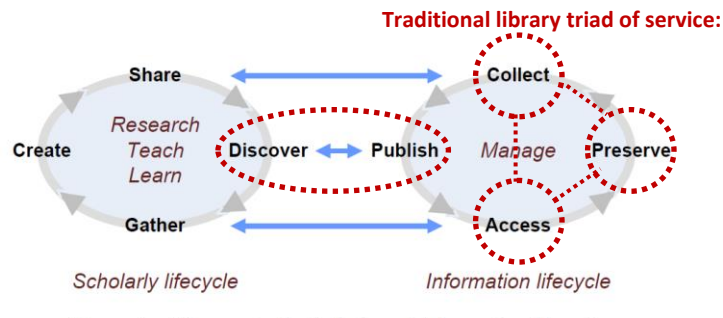 Traditional library triad of service:
Share
Collect
Research
Teach
Learn
Create
Discover
Publish
Manage
Preserve
Gather
Access
Scholarly lifecycle
Information lifecycle